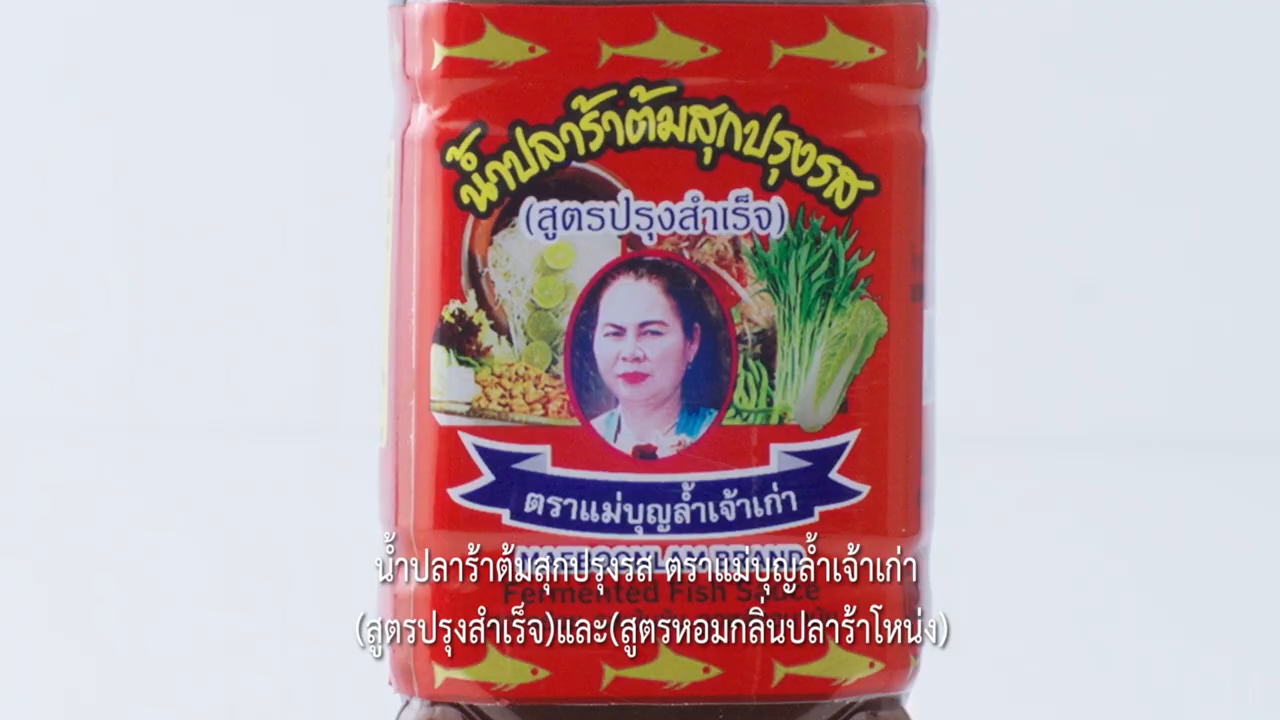 น้ำปลาร้าต้มสุกปรุงรส
(สูตรปรุงสำเร็จ)
ตราแม่บุญล้ำเจ้าเก่า
MAEBOONLAM BRAND
น้ำปลาร้าต้มสุกปรุงรส ตราแม่บุญล้ำเจ้าเก่า
Fermented Fish Sauce
(สูตรปรุงสำเร็จ)และ(สูตรหอมกลิ่นปลาร้าโหน่ง)